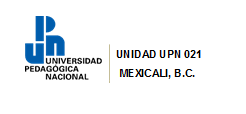 upn
UNIVERSIDAD
PEDAGÓGICA
NACIONAL
UNIDAD UPN 021
MEXICALI, B.C.